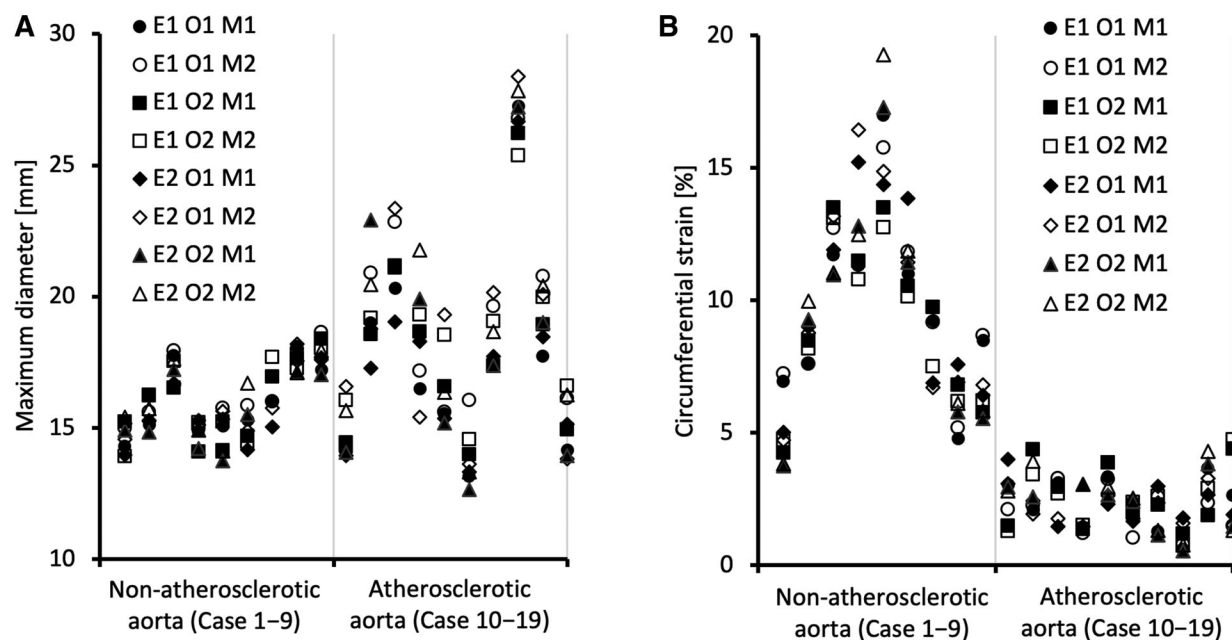 A
Maximum diameter [mm]
30
25
20
15
10
E1 O1 M1
E1 O1 M2
E1 O2 M1
E1 O2 M2
E2 O1 M1
E2 O1 M2
E2 O2 M1
E2 O2 M2
Non-atherosclerotic
aorta (Case 1–9)
Atherosclerotic
aorta (Case 10–19)
B
Circumferential strain [%]
20
15
10
5
0
E1 O1 M1
E1 O1 M2
E1 O2 M1
E1 O2 M2
E2 O1 M1
E2 O1 M2
E2 O2 M1
E2 O2 M2
Non-atherosclerotic
aorta (Case 1–9)
Atherosclerotic
aorta (Case 10–19)